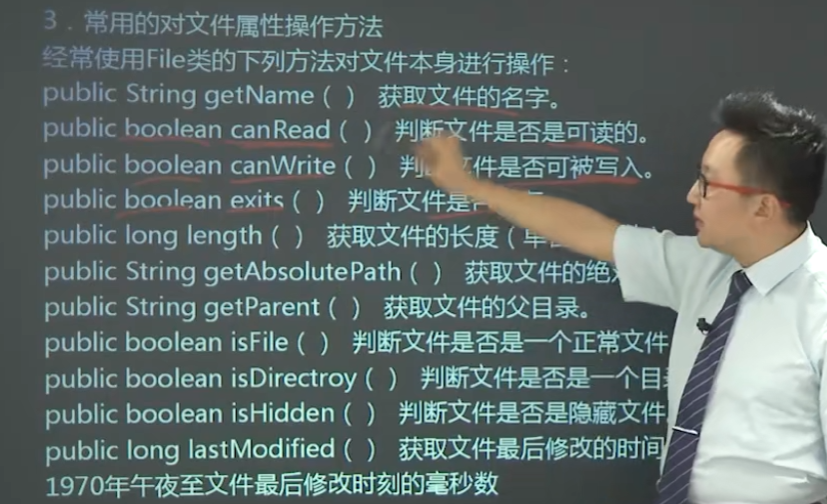 3．常用的对文件属性操作方法
经常使用File类的下列方法对文件本身进行操作：
public String getName（ ） 获取文件的名字。
public boolean canRead（ ） 判断文件是否是可读的。
public boolean canWrite（ ） 判 文件是否可被写入。
public boolean exits（ ） 判断文件是
public long length（ ） 获取文件的长度（单
public String getAbsolutePath（ ） 获取文件的绝
public String getParent（ ） 获取文件的父目录。
public boolean isFile（ ） 判断文件是否是一个正常文件
public boolean isDirectroy（ ） 判断文件是否是一个目
public boolean isHidden（ ） 判断文件是否是隐藏文件
public long lastModified（ ） 获取文件最后修改的时间
1970年午夜至文件最后修改时刻的毫秒数